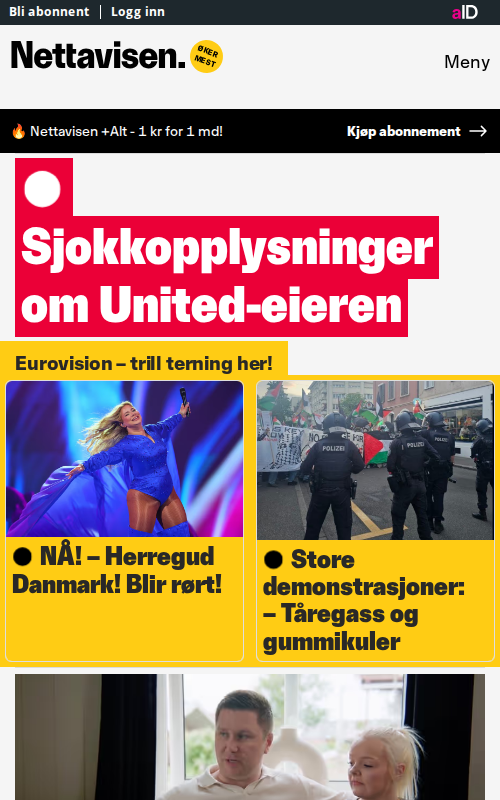 Bli abonnent
Logg inn
aID
Nettavisen.
ØKER
MEST
Meny
🔥 Nettavisen +Alt - 1 kr for 1 md!
Kjøp abonnement
Sjokkopplysninger
om United-eieren
Eurovision – trill terning her!
POLIZEI
POLIZEI
NÅ! – Herregud
Danmark! Blir rørt!
Store
demonstrasjoner:
– Tåregass og
gummikuler